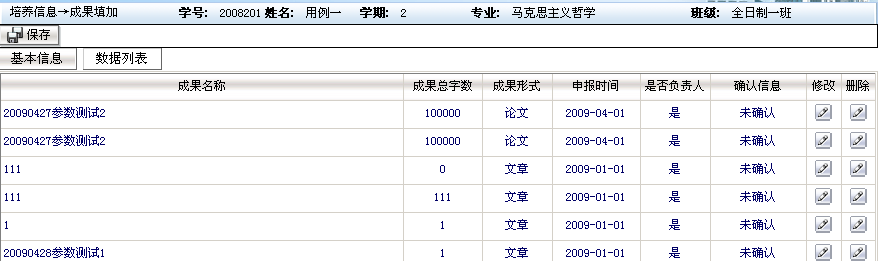 培养信息→成果填加 学号: 2008201 姓名: 用例一 学期: 2 专业: 马克思主义哲学 班级: 全日制一班
保存
基本信息 数据列表
成果名称 成果总字数 成果形式 申报时间 是否负责人 确认信息 修改 删除
20090427参数测试2 100000 论文 2009-04-01 是 未确认
20090427参数测试2 100000 论文 2009-04-01 是 未确认
111 0 文章 2009-01-01 是 未确认
111 111 文章 2009-01-01 是 未确认
1 1 文章 2009-01-01 是 未确认
20090428参数测试1 1 文章 2009-01-01 是 未确认